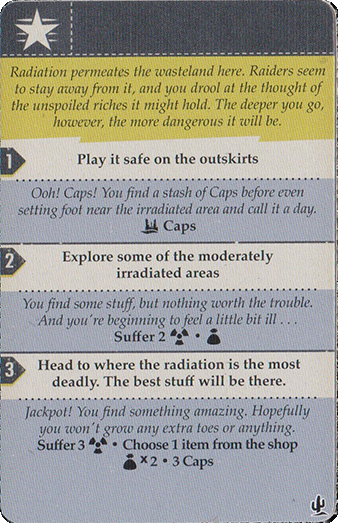 Radiation permeates the wasteland here. Raiders seem
to stay away from it, and you drool at the thought of
the unspoiled riches it might hold. The deeper you go,
however, the more dangerous it will be.
1 Play it safe on the outskirts
Ooh! Caps! You find a stash of Caps before even
setting foot near the irradiated area and call it a day.
Caps
2 Explore some of the moderately
irradiated areas
You find some stuff, but nothing worth the trouble.
And you're beginning to feel a little bit ill . . .
Suffer 2 •
3 Head to where the radiation is the most
deadly. The best stuff will be there.
Jackpot! You find something amazing. Hopefully
you won't grow any extra toes or anything.
Suffer 3 • Choose 1 item from the shop
x 2 • 3 Caps